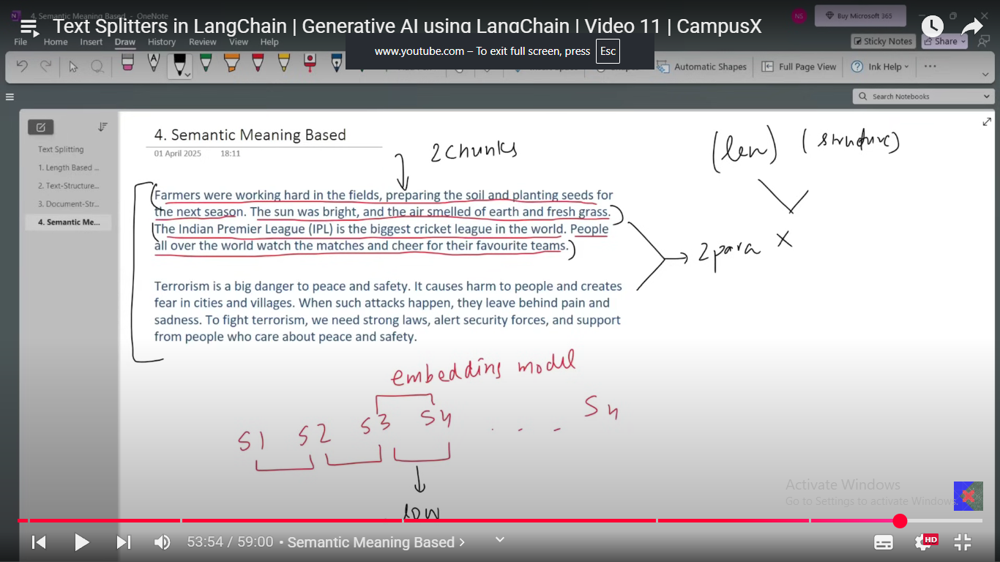 4. Semantic Meaning Based - OneNote
NS
Buy Microsoft 365
Text Splitters in LangChain | Generative AI using LangChain | Video 11 | CampusX
File Home Insert Draw History Review View Help
Sticky Notes
Share
www.youtube.com – To exit full screen, press Esc
Automatic Shapes
Full Page View
Ink Help
Search Notebooks
Text Splitting
1. Length Based ...
2. Text-Structure...
3. Document-Str...
4. Semantic Me...
4. Semantic Meaning Based
01 April 2025 18:11
2 chunks
(len) (structure)
Farmers were working hard in the fields, preparing the soil and planting seeds for
the next season. The sun was bright, and the air smelled of earth and fresh grass.
The Indian Premier League (IPL) is the biggest cricket league in the world. People
all over the world watch the matches and cheer for their favourite teams.
2 para X
Terrorism is a big danger to peace and safety. It causes harm to people and creates
fear in cities and villages. When such attacks happen, they leave behind pain and
sadness. To fight terrorism, we need strong laws, alert security forces, and support
from people who care about peace and safety.
embedding model
S1 S2 S3 S4 . - - Sn
low
Activate Windows
Go to Settings to activate Windows.
53:54 / 59:00 • Semantic Meaning Based
HD